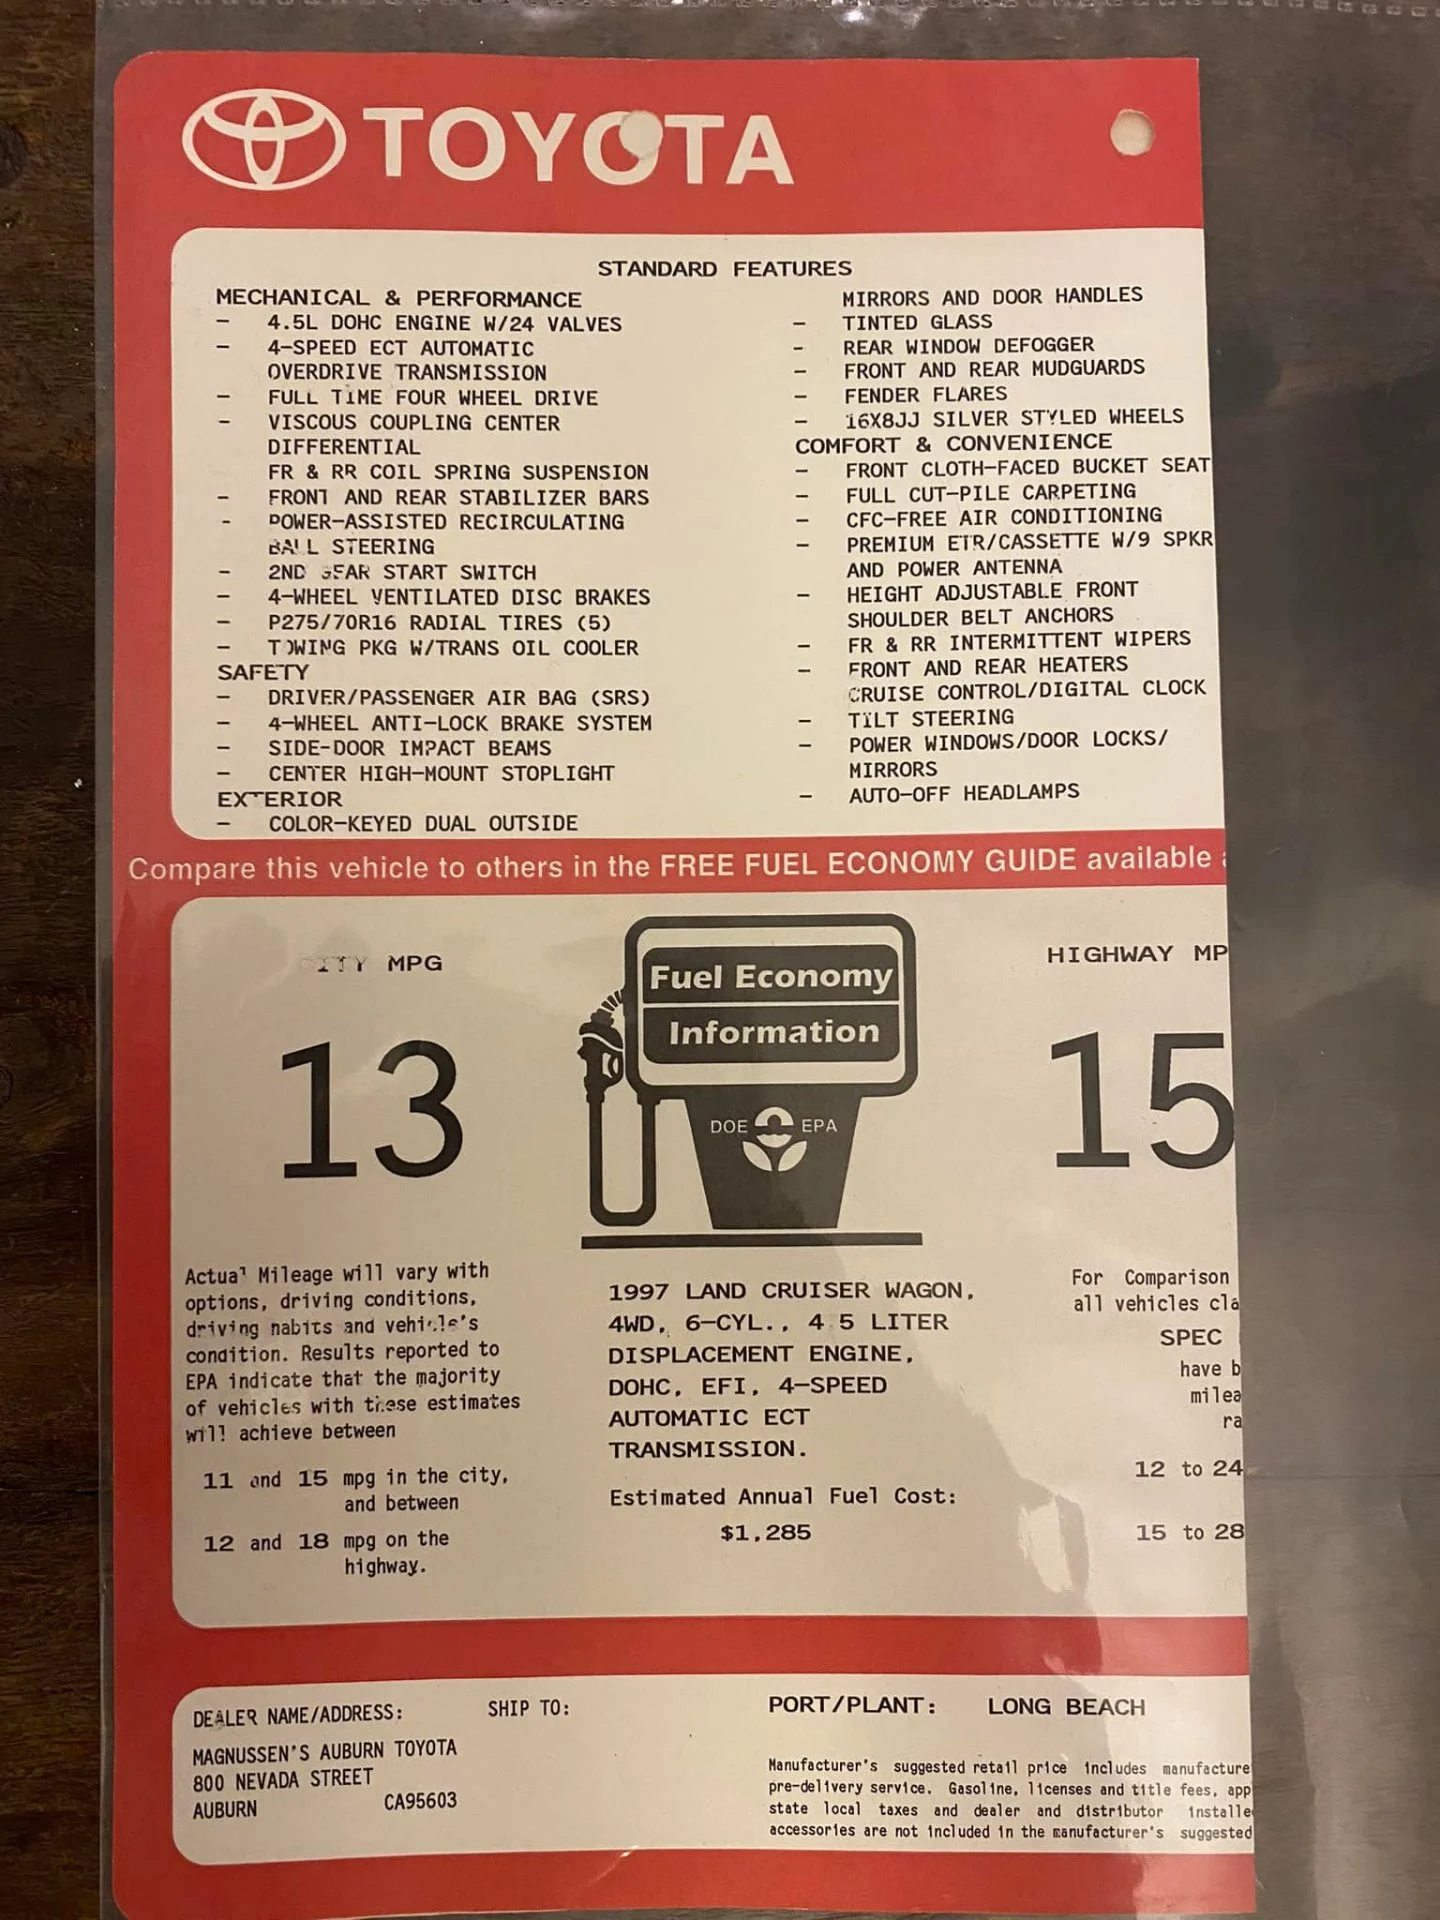 TOYOTA
STANDARD FEATURES
MECHANICAL & PERFORMANCE
- 4.5L DOHC ENGINE W/24 VALVES
- 4-SPEED ECT AUTOMATIC
OVERDRIVE TRANSMISSION
- FULL TIME FOUR WHEEL DRIVE
- VISCOUS COUPLING CENTER
DIFFERENTIAL
FR & RR COIL SPRING SUSPENSION
- FRONT AND REAR STABILIZER BARS
- POWER-ASSISTED RECIRCULATING
BALL STEERING
- 2ND GEAR START SWITCH
- 4-WHEEL VENTILATED DISC BRAKES
- P275/70R16 RADIAL TIRES (5)
- TOWING PKG W/TRANS OIL COOLER
SAFETY
- DRIVER/PASSENGER AIR BAG (SRS)
- 4-WHEEL ANTI-LOCK BRAKE SYSTEM
- SIDE-DOOR IMPACT BEAMS
- CENTER HIGH-MOUNT STOPLIGHT
EXTERIOR
- COLOR-KEYED DUAL OUTSIDE
MIRRORS AND DOOR HANDLES
- TINTED GLASS
- REAR WINDOW DEFOGGER
- FRONT AND REAR MUDGUARDS
- FENDER FLARES
- 16X8JJ SILVER STYLED WHEELS
COMFORT & CONVENIENCE
- FRONT CLOTH-FACED BUCKET SEAT
- FULL CUT-PILE CARPETING
- CFC-FREE AIR CONDITIONING
- PREMIUM ETR/CASSETTE W/9 SPKR
AND POWER ANTENNA
- HEIGHT ADJUSTABLE FRONT
SHOULDER BELT ANCHORS
- FR & RR INTERMITTENT WIPERS
- FRONT AND REAR HEATERS
CRUISE CONTROL/DIGITAL CLOCK
- TILT STEERING
- POWER WINDOWS/DOOR LOCKS/
MIRRORS
- AUTO-OFF HEADLAMPS
Compare this vehicle to others in the FREE FUEL ECONOMY GUIDE available
CITY MPG
13
Fuel Economy
Information
DOE EPA
HIGHWAY MP
15
Actual Mileage will vary with
options, driving conditions,
driving habits and vehicle's
condition. Results reported to
EPA indicate that the majority
of vehicles with these estimates
will achieve between
11 and 15 mpg in the city,
and between
12 and 18 mpg on the
highway.
1997 LAND CRUISER WAGON,
4WD, 6-CYL., 4.5 LITER
DISPLACEMENT ENGINE,
DOHC, EFI, 4-SPEED
AUTOMATIC ECT
TRANSMISSION.
Estimated Annual Fuel Cost:
$1,285
For Comparison
all vehicles cla
SPEC
have b
milea
ra
12 to 24
15 to 28
DEALER NAME/ADDRESS:
MAGNUSSEN'S AUBURN TOYOTA
800 NEVADA STREET
AUBURN CA95603
SHIP TO:
PORT/PLANT: LONG BEACH
Manufacturer's suggested retail price includes manufacture
pre-delivery service. Gasoline, licenses and title fees, app
state local taxes and dealer and distributor installe
accessories are not included in the manufacturer's suggested